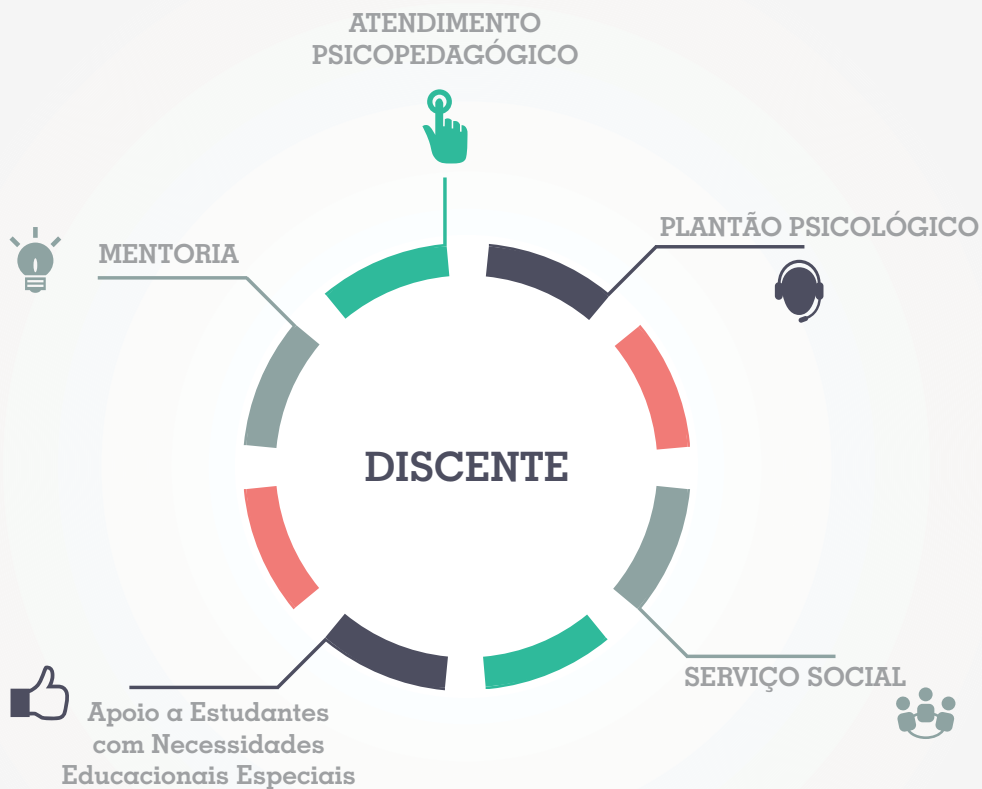 ATENDIMENTO
PSICOPEDAGÓGICO
PLANTÃO PSICOLÓGICO
MENTORIA
DISCENTE
SERVIÇO SOCIAL
Apoio a Estudantes
com Necessidades
Educacionais Especiais